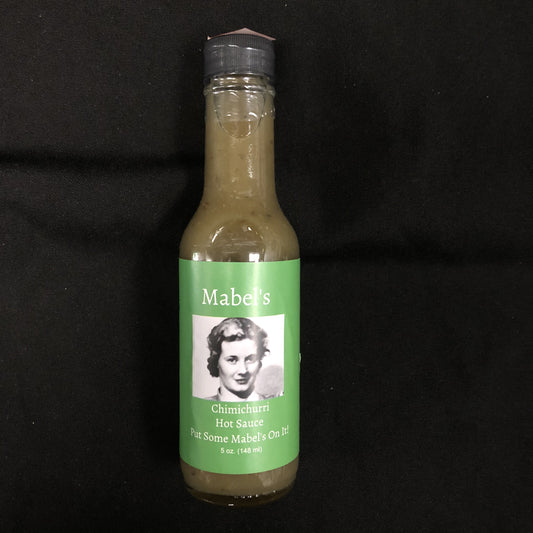 Mabel's
Chimichurri
Hot Sauce
Put Some Mabel's On It!
5 oz. (148 ml)